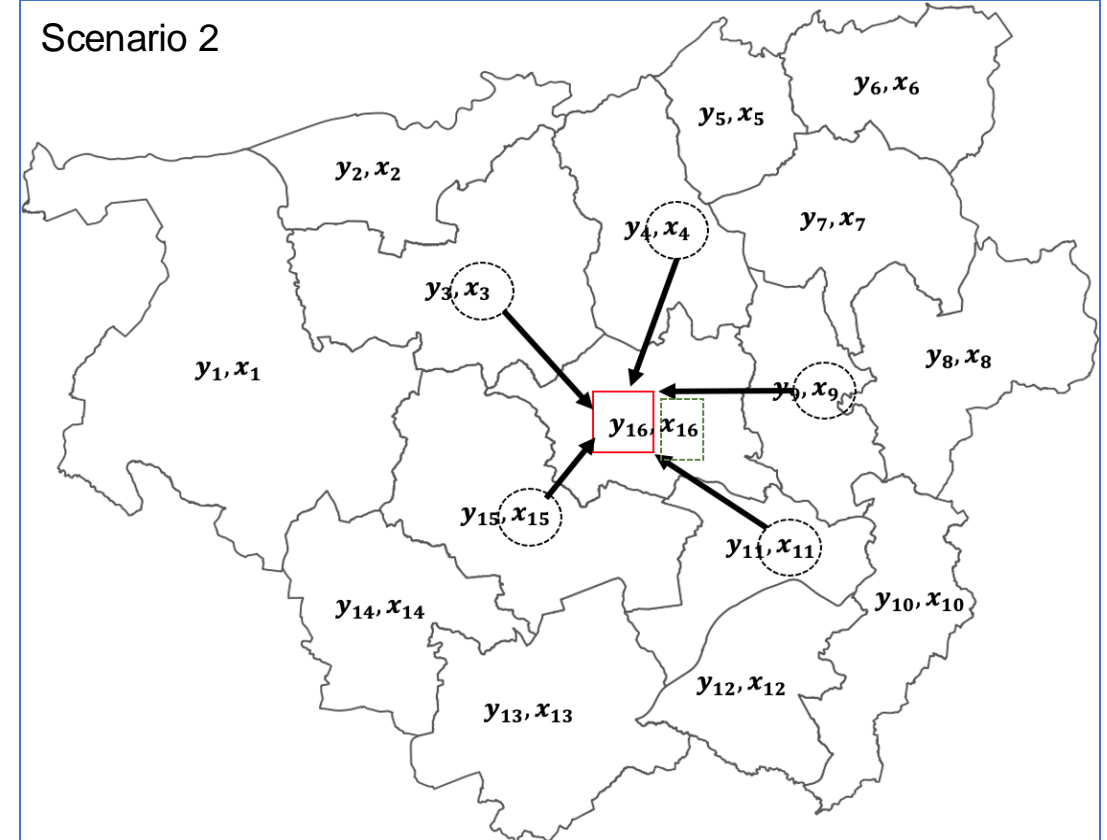 Scenario 2
y₆, x₆
y₅, x₅
y₂, x₂
y₇, x₇
y₄, x₄
y₃, x₃
y₈, x₈
y₁, x₁
y₉, x₉
y₁₆, x₁₆
y₁₅, x₁₅
y₁₁, x₁₁
y₁₀, x₁₀
y₁₄, x₁₄
y₁₂, x₁₂
y₁₃, x₁₃